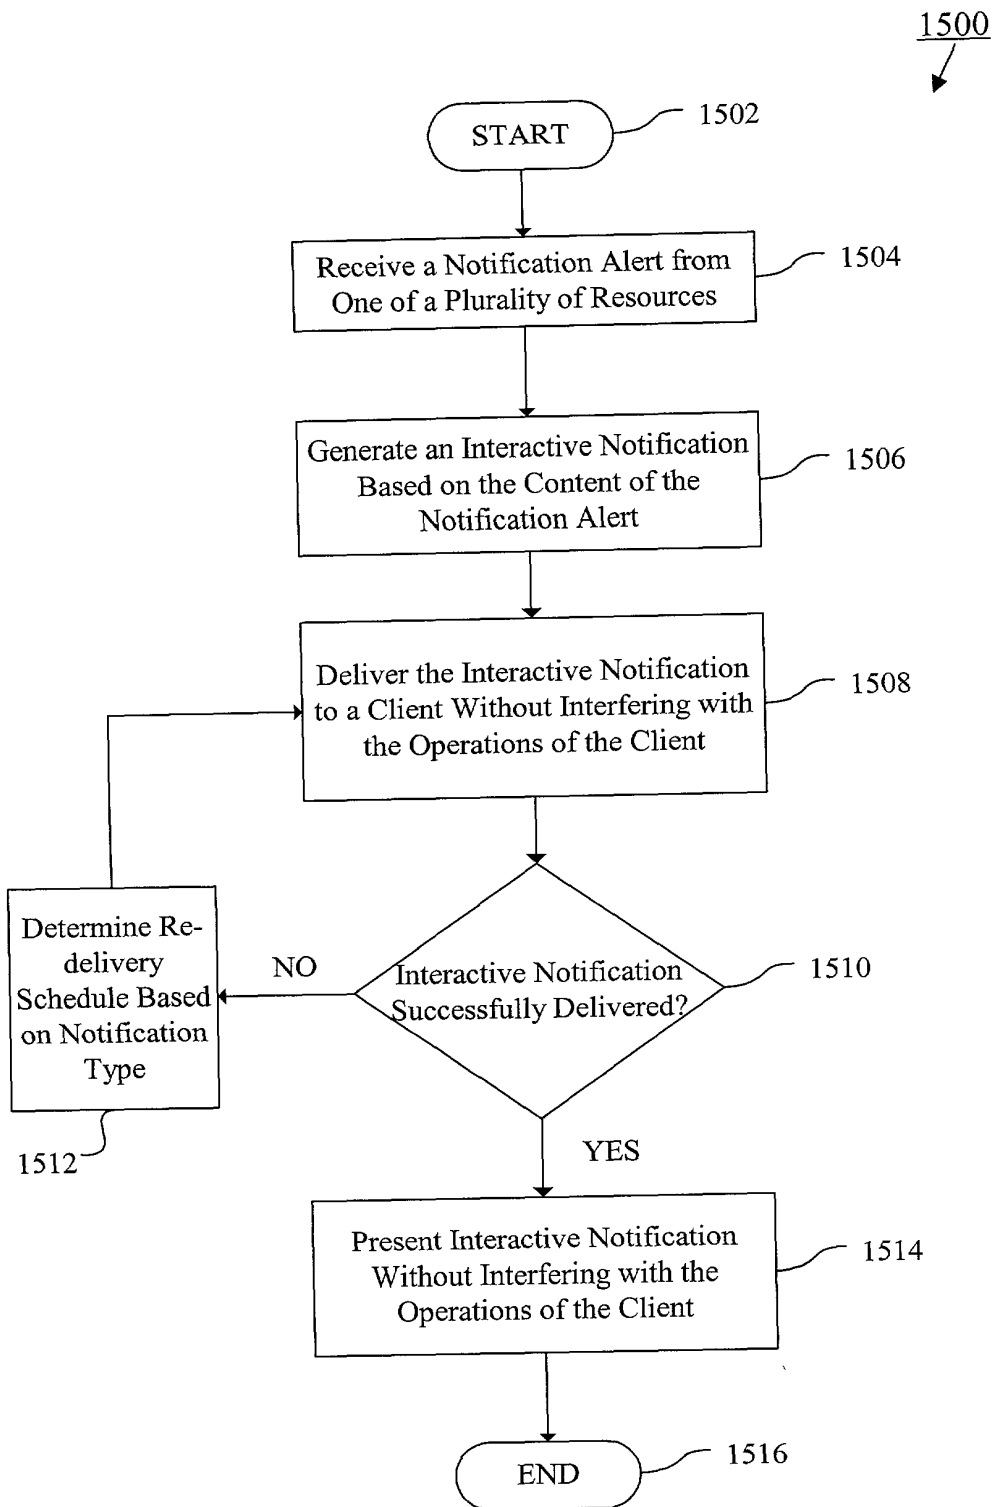 1500
START
1502
Receive a Notification Alert from
One of a Plurality of Resources
1504
Generate an Interactive Notification
Based on the Content of the
Notification Alert
1506
Deliver the Interactive Notification
to a Client Without Interfering with
the Operations of the Client
1508
Interactive Notification
Successfully Delivered?
1510
NO
Determine Re-
delivery
Schedule Based
on Notification
Type
1512
YES
Present Interactive Notification
Without Interfering with the
Operations of the Client
1514
END
1516